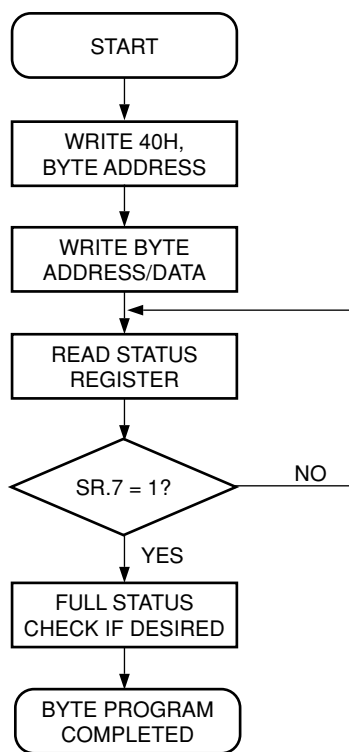 START
WRITE 40H,
BYTE ADDRESS
WRITE BYTE
ADDRESS/DATA
READ STATUS
REGISTER
SR.7 = 1?
NO
YES
FULL STATUS
CHECK IF DESIRED
BYTE PROGRAM
COMPLETED